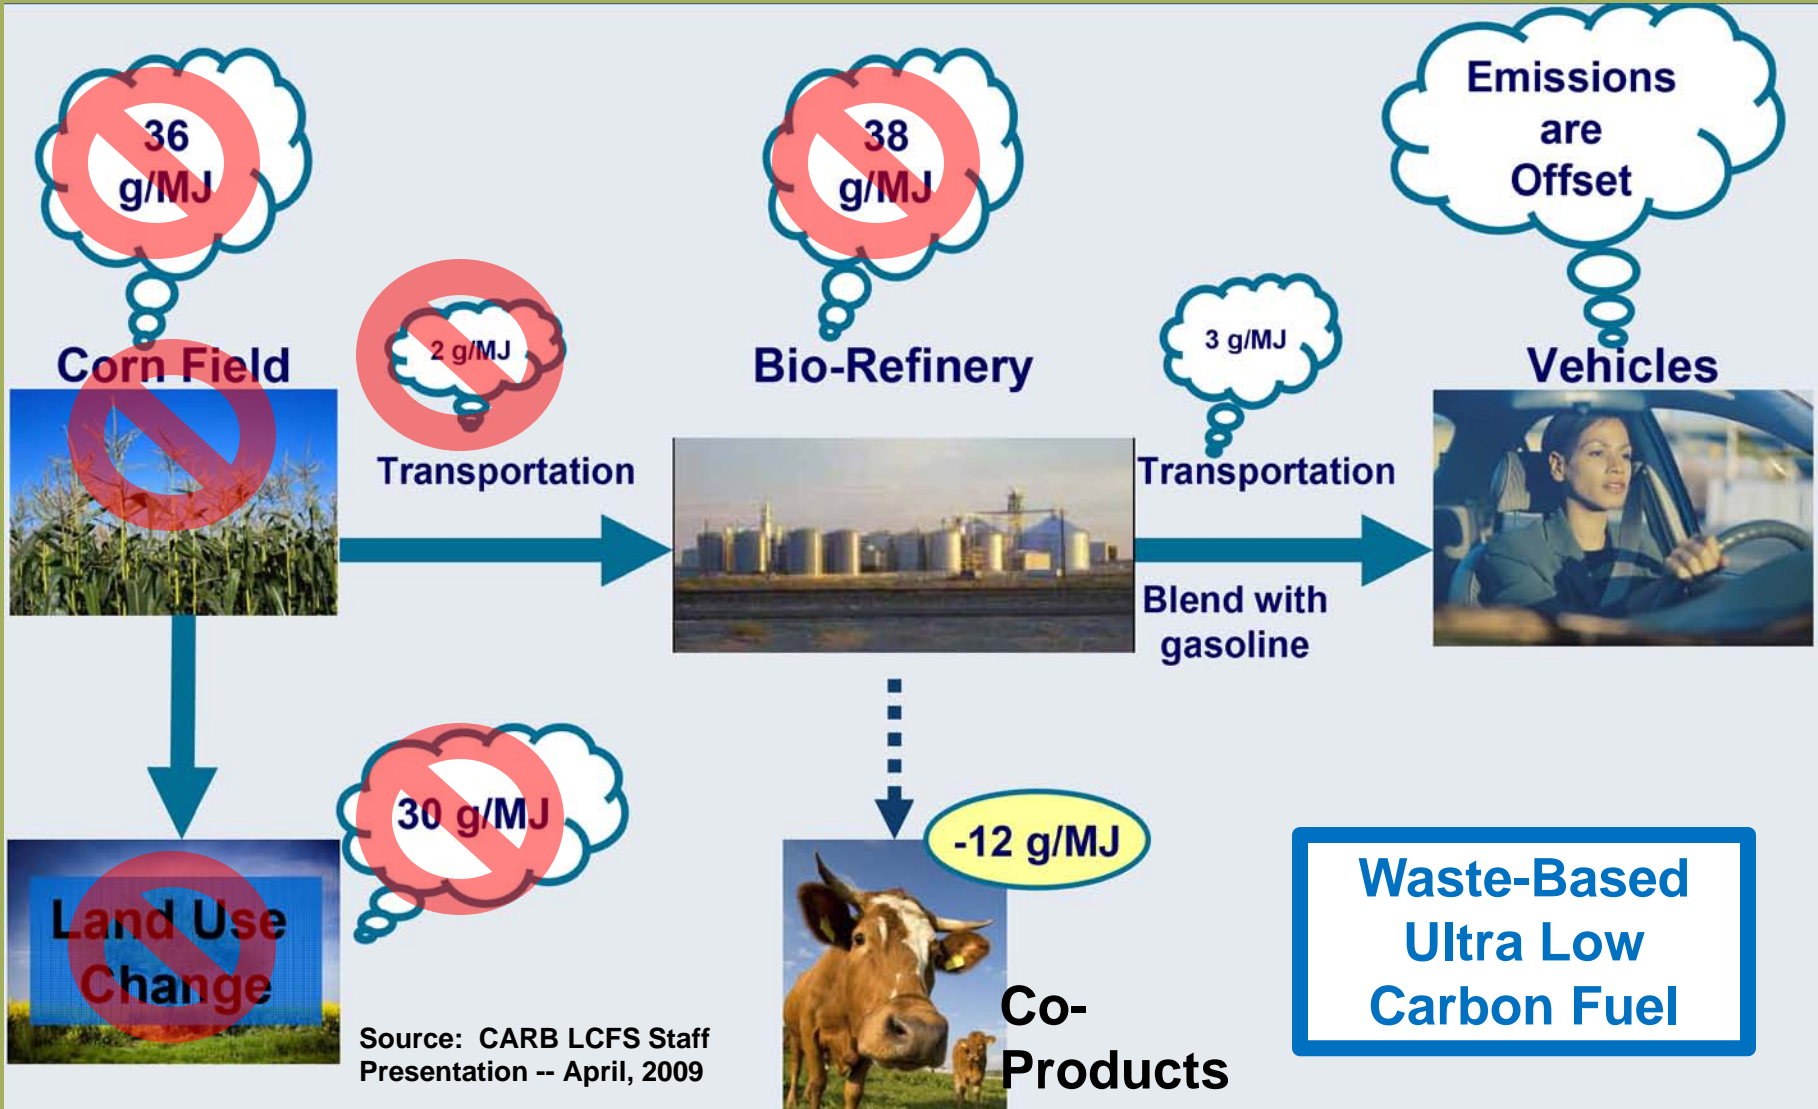 36
g/MJ
38
g/MJ
Emissions
are
Offset
Corn Field
2 g/MJ
Bio-Refinery
3 g/MJ
Vehicles
Transportation
Transportation
Blend with
gasoline
30 g/MJ
-12 g/MJ
Land Use
Change
Co-
Products
Source:  CARB LCFS Staff
Presentation -- April, 2009
Waste-Based
Ultra Low
Carbon Fuel